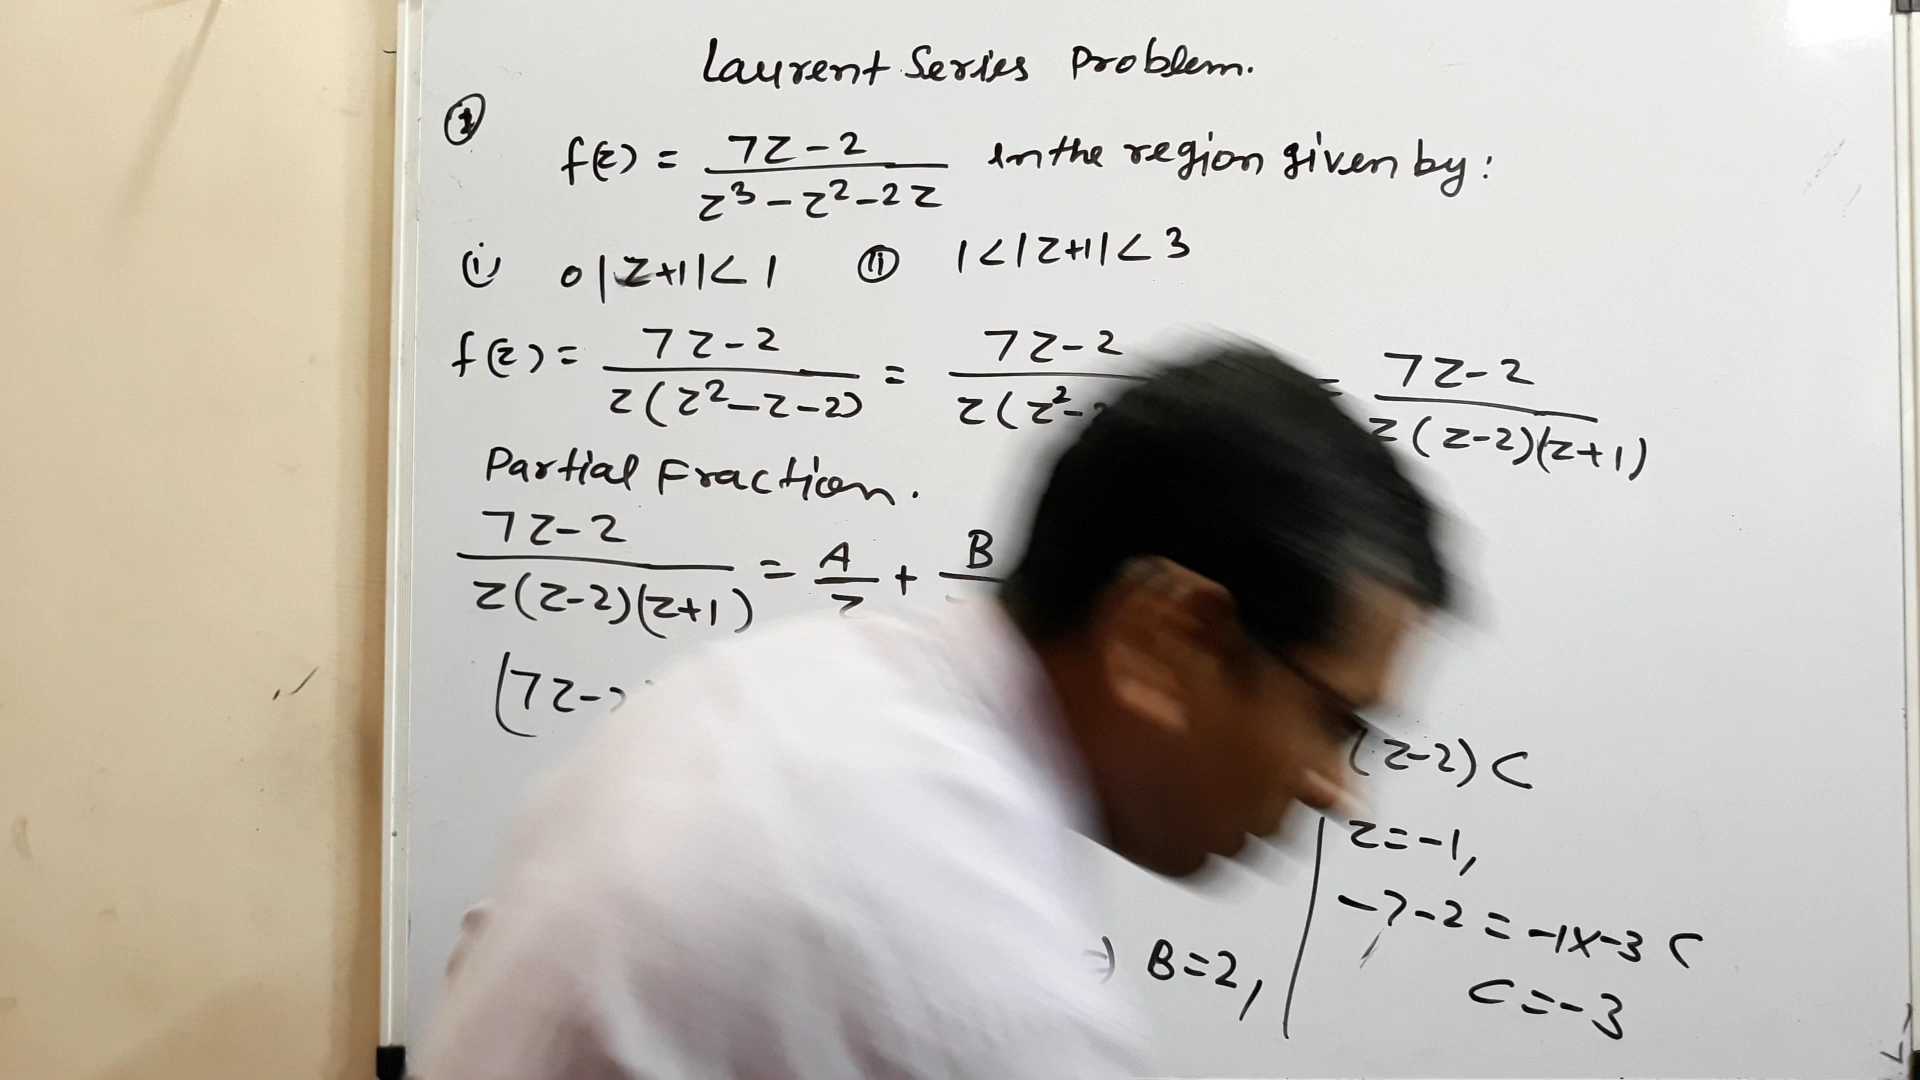 Laurent Series Problem.
①
f(z) = 7z-2 / z³-z²-2z in the region given by:
(i) 0|z+1|<1 (ii) 1<|z+1|<3
f(z) = 7z-2 / z(z²-z-2) = 7z-2 / z(z²- = 7z-2 / z(z-2)(z+1)
Partial Fraction.
7z-2 / z(z-2)(z+1) = A / z + B
(7z- (z-2) C
z=-1,
-7-2 = -1x-3 C
B=2,
C=-3